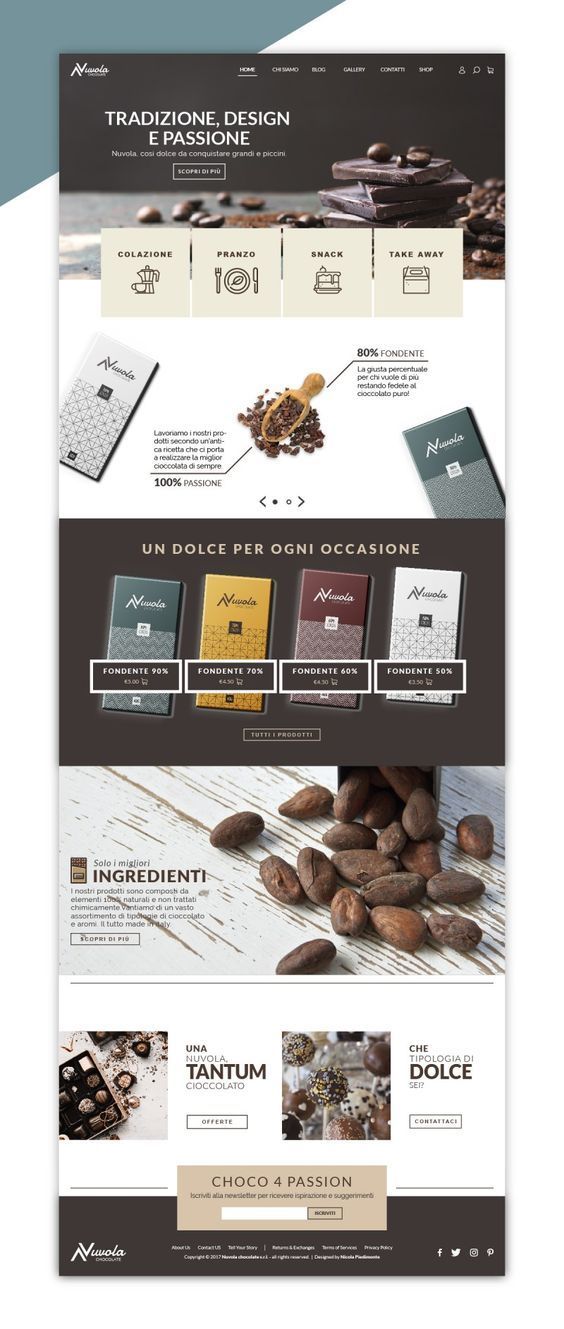 Nuvola
CHOCOLATE
HOME CHI SIAMO BLOG GALLERY CONTATTI SHOP
TRADIZIONE, DESIGN
E PASSIONE
Nuvola, così dolce da conquistare grandi e piccini.
SCOPRI DI PIÙ
COLAZIONE PRANZO SNACK TAKE AWAY
Nuvola
80% FONDENTE
La giusta percentuale
per chi vuole di più
restando fedele al
cioccolato puro!
Lavoriamo i nostri pro-
dotti secondo un'anti-
ca ricetta che ci porta
a realizzare la miglior
cioccolata di sempre
100% PASSIONE
Nuvola
UN DOLCE PER OGNI OCCASIONE
Nuvola Nuvola Nuvola Nuvola
FONDENTE 90% FONDENTE 70% FONDENTE 60% FONDENTE 50%
€5.00 €4.50 €4.50 €3.50
TUTTI I PRODOTTI
Solo i migliori
INGREDIENTI
I nostri prodotti sono composti da
elementi 100% naturali e non trattati
chimicamente.Vantiamo di un vasto
assortimento di tipologie di cioccolato
e aromi. Il tutto made in Italy.
SCOPRI DI PIÙ
UNA
NUVOLA,
TANTUM
CIOCCOLATO
OFFERTE
CHE
TIPOLOGIA DI
DOLCE
SEI?
CONTATTACI
CHOCO 4 PASSION
Iscriviti alla newsletter per ricevere ispirazione e suggerimenti
ISCRIVITI
Nuvola
CHOCOLATE
About Us Contact US Tell Your Story | Returns & Exchanges Terms of Services Privacy Policy
Copyright © 2017 Nuvola chocolate s.r.l. - all rights reserved. | Designed by Nicola Piedimonte